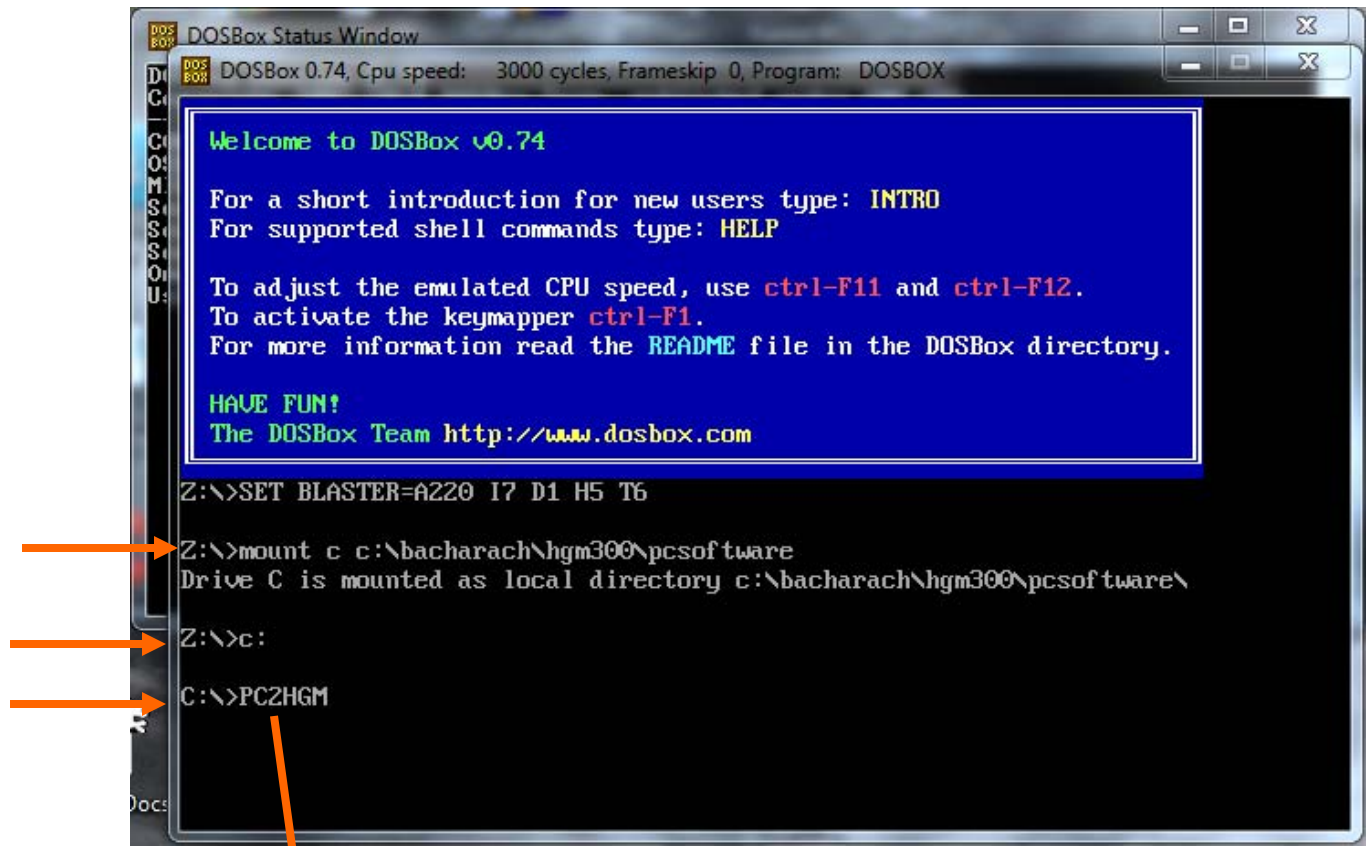 DOSBox Status Window
DOSBox 0.74, Cpu speed: 3000 cycles, Frameskip 0, Program: DOSBOX
Welcome to DOSBox v0.74
For a short introduction for new users type: INTRO
For supported shell commands type: HELP
To adjust the emulated CPU speed, use ctrl-F11 and ctrl-F12.
To activate the keymapper ctrl-F1.
For more information read the README file in the DOSBox directory.
HAVE FUN!
The DOSBox Team http://www.dosbox.com
Z:\>SET BLASTER=A220 I7 D1 H5 T6
Z:\>mount c c:\bacharach\hgm300\pcsoftware
Drive C is mounted as local directory c:\bacharach\hgm300\pcsoftware\
Z:\>c:
C:\>PC2HGM